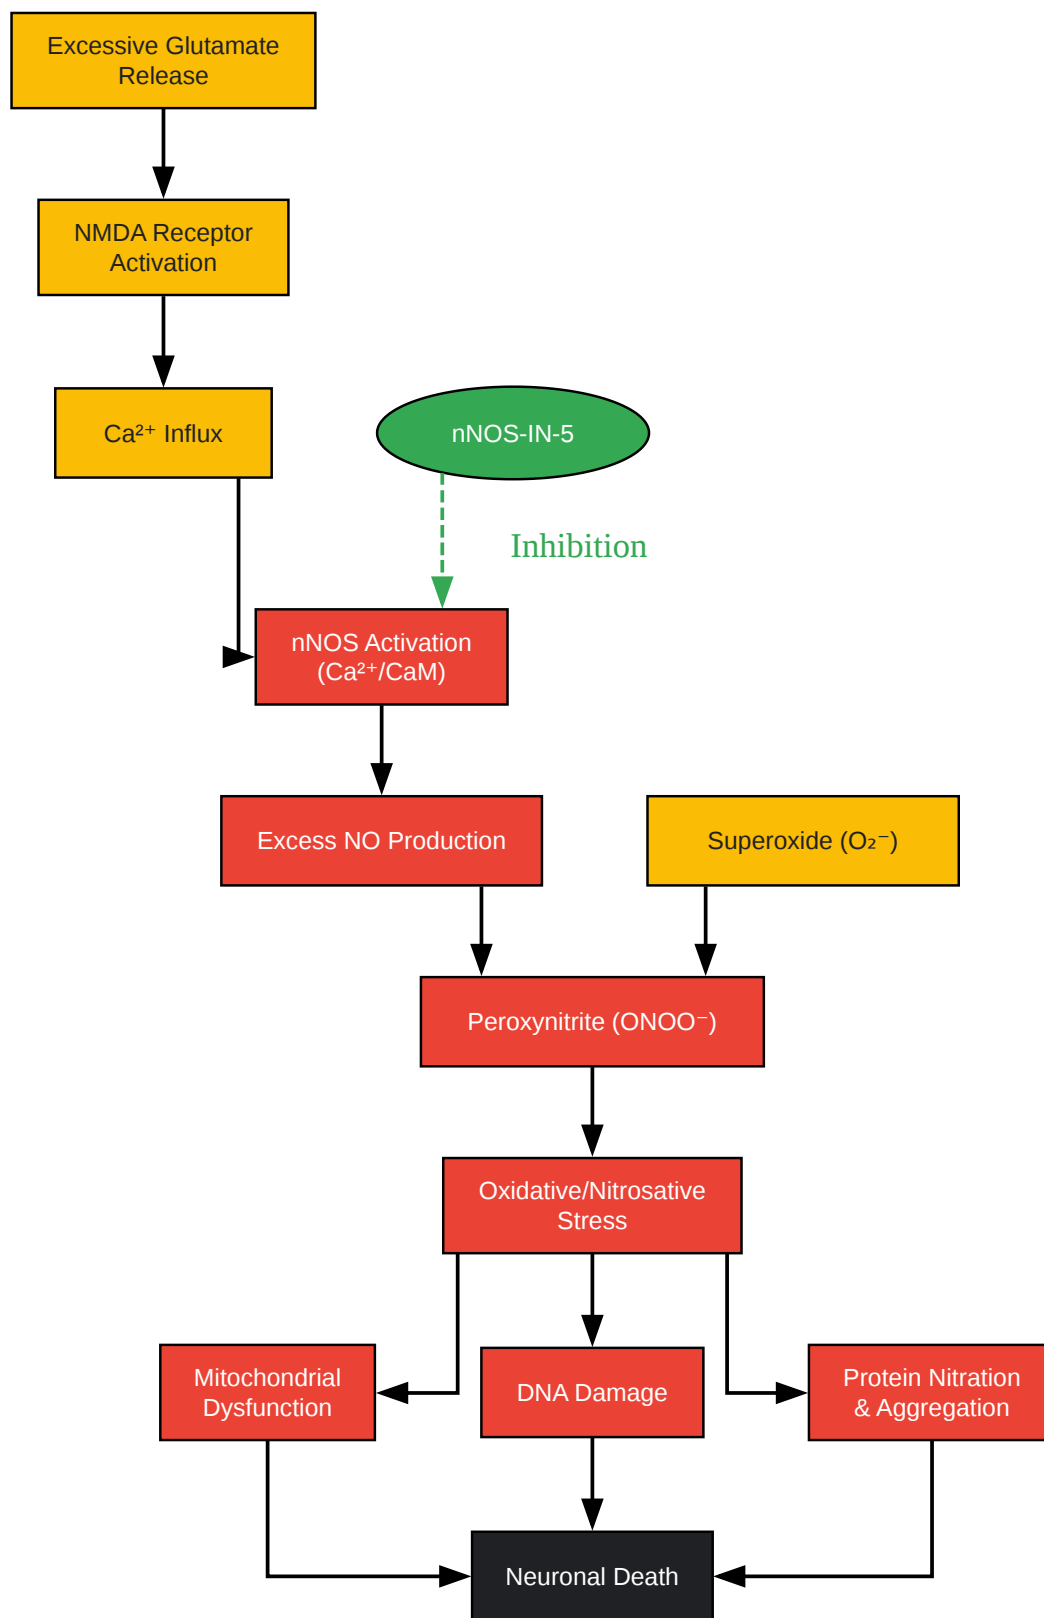 Excessive Glutamate
Release
NMDA Receptor
Activation
Ca²⁺ Influx
nNOS-IN-5
Inhibition
nNOS Activation
(Ca²⁺/CaM)
Excess NO Production
Superoxide (O₂⁻)
Peroxynitrite (ONOO⁻)
Oxidative/Nitrosative
Stress
Mitochondrial
Dysfunction
DNA Damage
Protein Nitration
& Aggregation
Neuronal Death